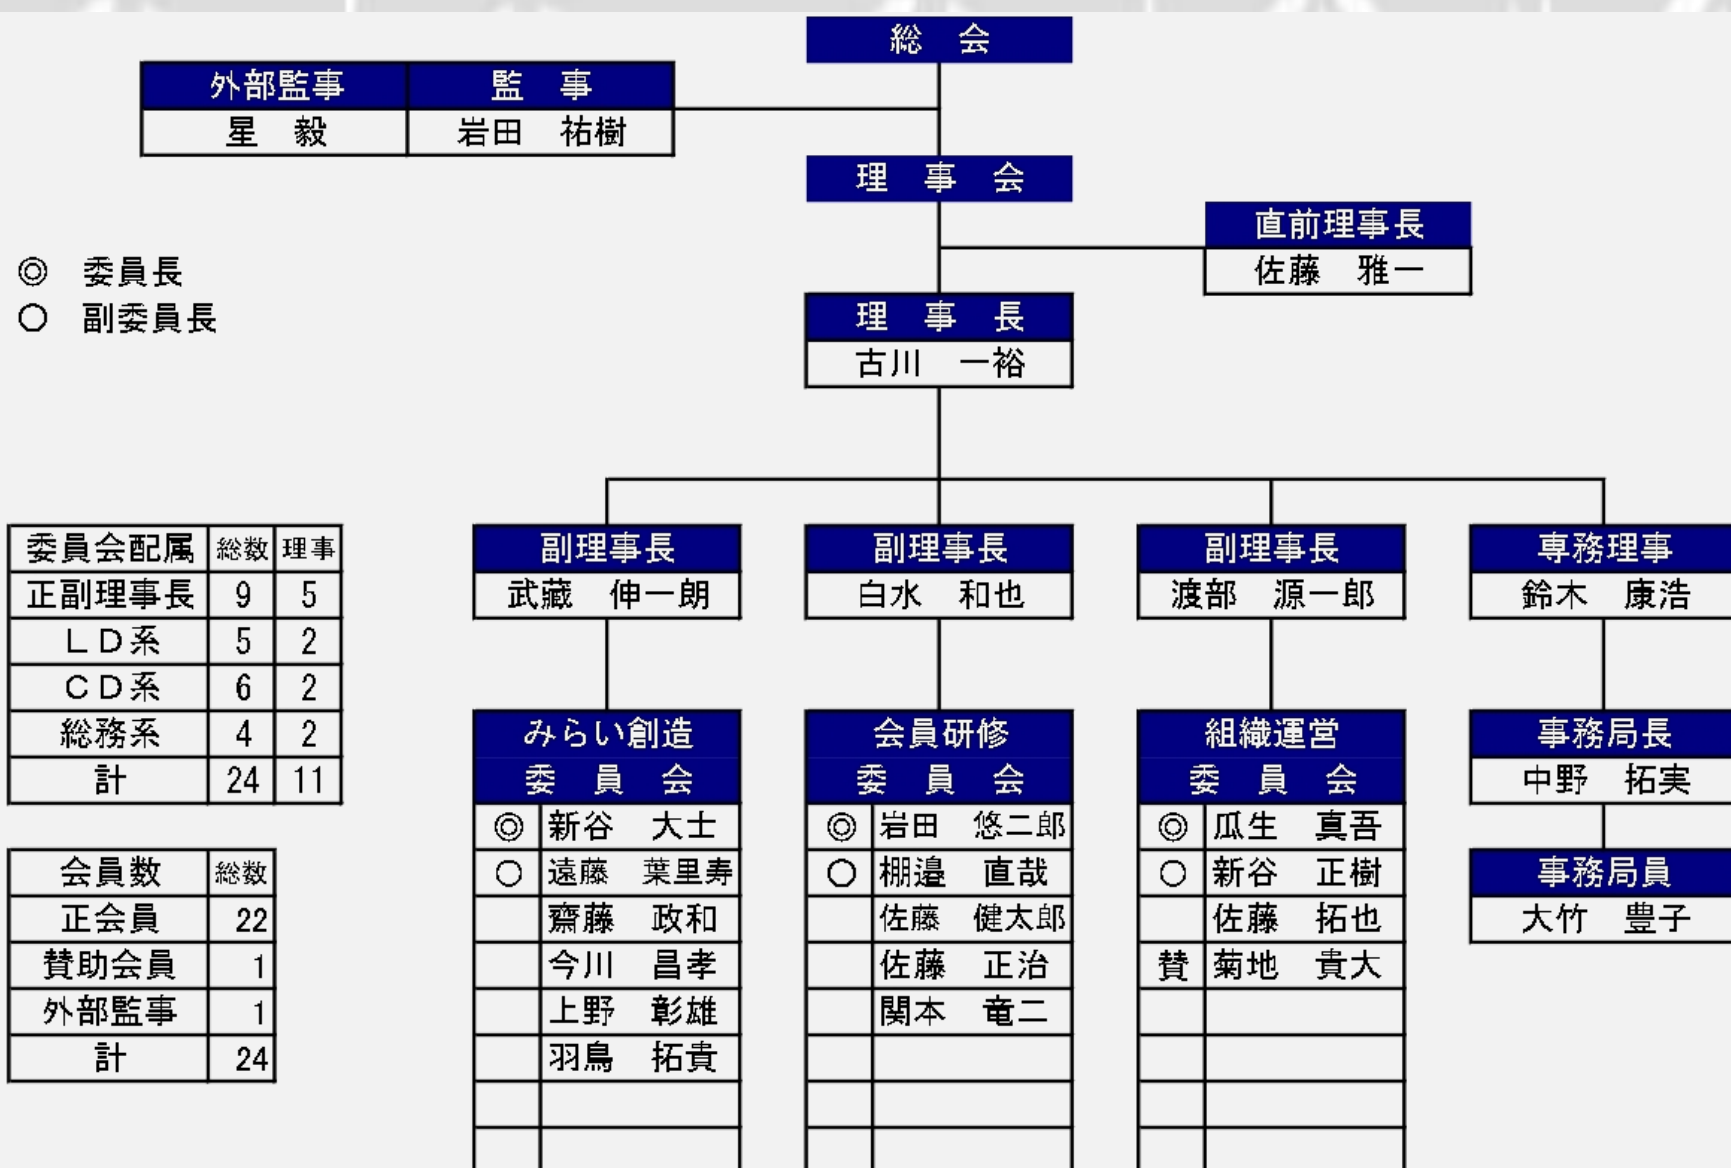 総　会
外部監事　監　事
星　毅　岩田　祐樹
理　事　会
直前理事長
佐藤　雅一
◎　委員長
○　副委員長
理　事　長
古川　一裕
委員会配属　総数　理事
正副理事長　9　5
ＬＤ系　5　2
ＣＤ系　6　2
総務系　4　2
計　24　11
会員数　総数
正会員　22
賛助会員　1
外部監事　1
計　24
副理事長
武藏　伸一朗
みらい創造
委　員　会
◎　新谷　大士
○　遠藤　葉里寿
齋藤　政和
今川　昌孝
上野　彰雄
羽鳥　拓貴
副理事長
白水　和也
会員研修
委　員　会
◎　岩田　悠二郎
○　棚邉　直哉
佐藤　健太郎
佐藤　正治
関本　竜二
副理事長
渡部　源一郎
組織運営
委　員　会
◎　瓜生　真吾
○　新谷　正樹
佐藤　拓也
賛　菊地　貴大
専務理事
鈴木　康浩
事務局長
中野　拓実
事務局員
大竹　豊子